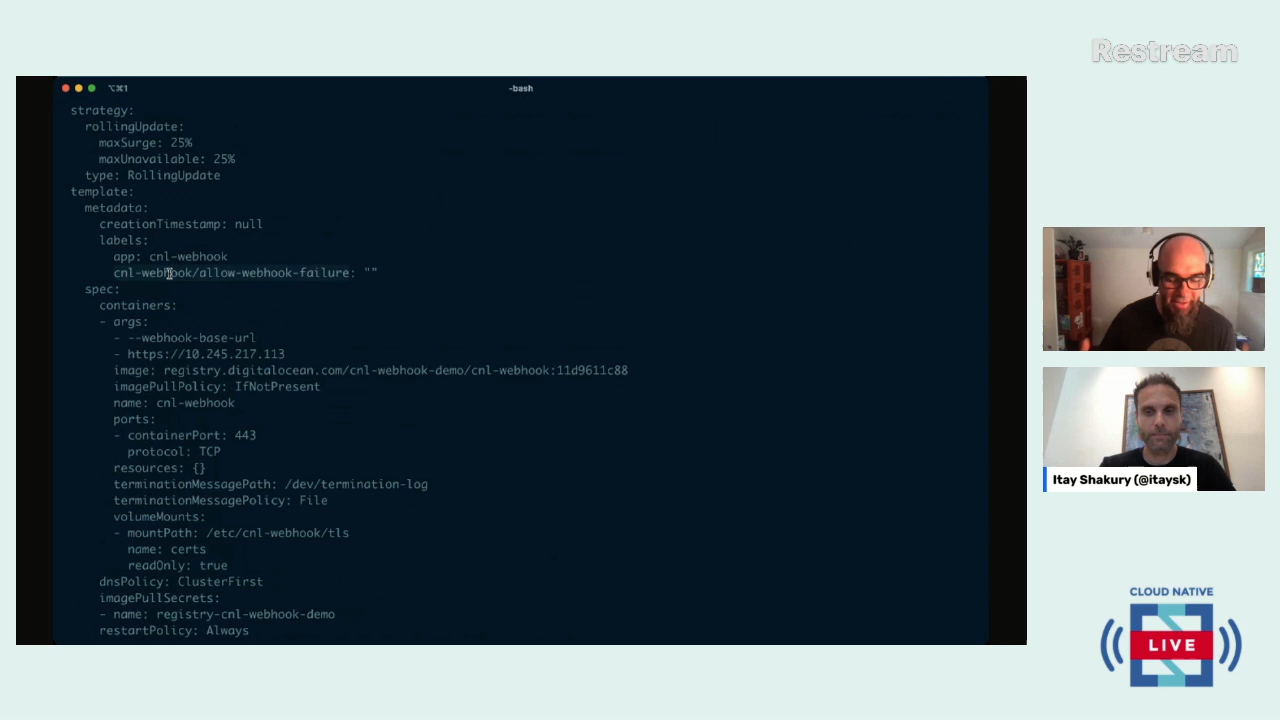 Restream
⌥⌘1
-bash
strategy:
rollingUpdate:
maxSurge: 25%
maxUnavailable: 25%
type: RollingUpdate
template:
metadata:
creationTimestamp: null
labels:
app: cnl-webhook
cnl-webhook/allow-webhook-failure: ""
spec:
containers:
- args:
- --webhook-base-url
- https://10.245.217.113
image: registry.digitalocean.com/cnl-webhook-demo/cnl-webhook:11d9611c88
imagePullPolicy: IfNotPresent
name: cnl-webhook
ports:
- containerPort: 443
protocol: TCP
resources: {}
terminationMessagePath: /dev/termination-log
terminationMessagePolicy: File
volumeMounts:
- mountPath: /etc/cnl-webhook/tls
name: certs
readOnly: true
dnsPolicy: ClusterFirst
imagePullSecrets:
- name: registry-cnl-webhook-demo
restartPolicy: Always
Itay Shakury (@itaysk)
CLOUD NATIVE
LIVE